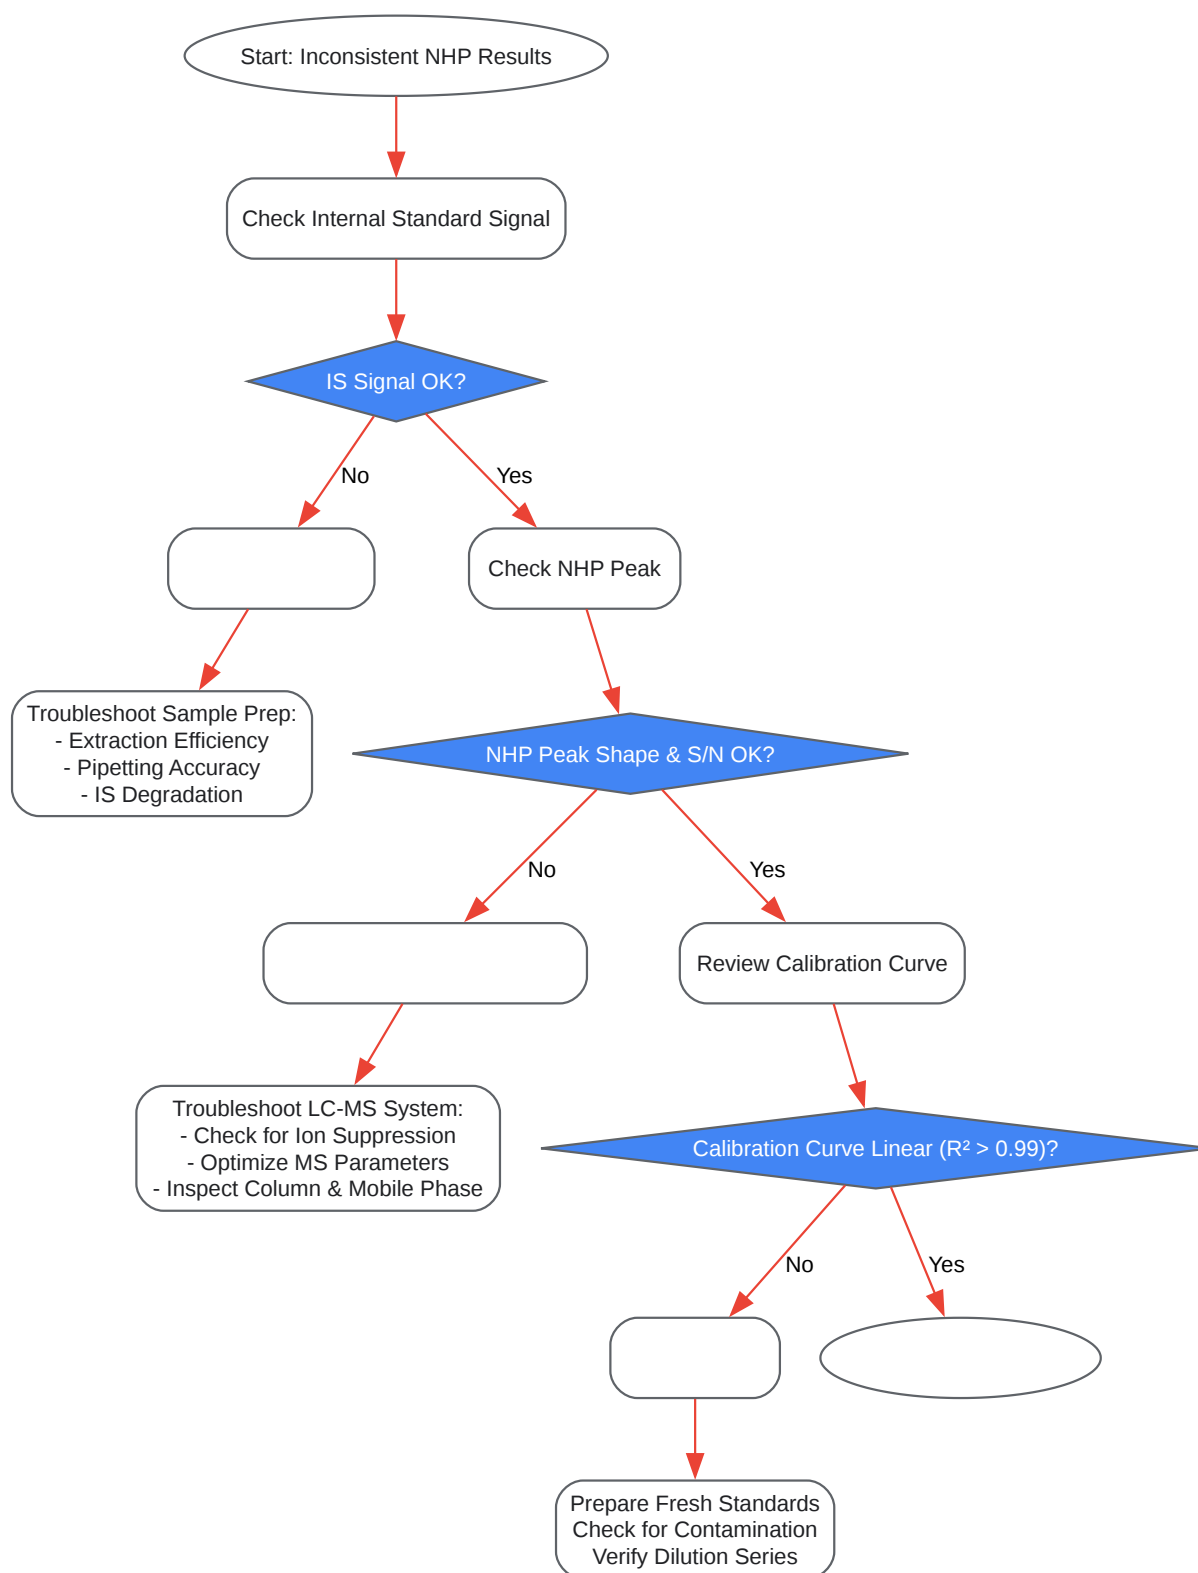 Start: Inconsistent NHP Results
Check Internal Standard Signal
IS Signal OK?
No
Yes
Check NHP Peak
Troubleshoot Sample Prep:
- Extraction Efficiency
- Pipetting Accuracy
- IS Degradation
NHP Peak Shape & S/N OK?
No
Yes
Review Calibration Curve
Troubleshoot LC-MS System:
- Check for Ion Suppression
- Optimize MS Parameters
- Inspect Column & Mobile Phase
Calibration Curve Linear (R² > 0.99)?
No
Yes
Prepare Fresh Standards
Check for Contamination
Verify Dilution Series